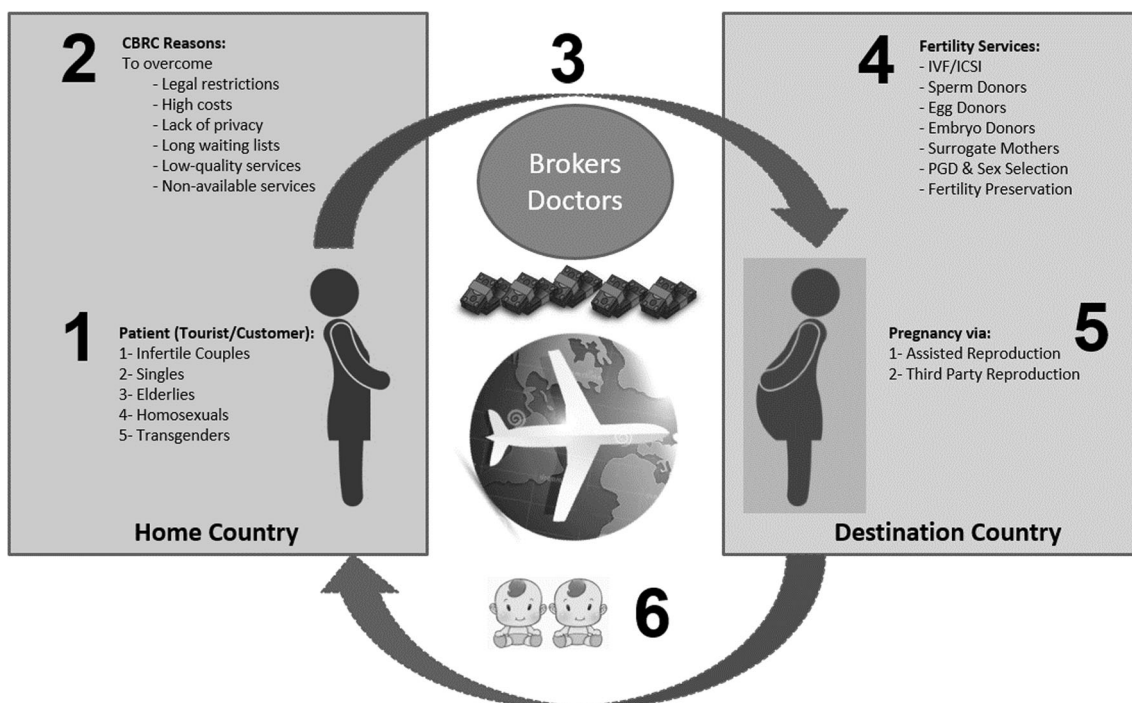 2
CBRC Reasons:
To overcome
- Legal restrictions
- High costs
- Lack of privacy
- Long waiting lists
- Low-quality services
- Non-available services
3
Brokers
Doctors
4
Fertility Services:
- IVF/ICSI
- Sperm Donors
- Egg Donors
- Embryo Donors
- Surrogate Mothers
- PGD & Sex Selection
- Fertility Preservation
1
Patient (Tourist/Customer):
1- Infertile Couples
2- Singles
3- Elderlies
4- Homosexuals
5- Transgenders
Home Country
5
Pregnancy via:
1- Assisted Reproduction
2- Third Party Reproduction
Destination Country
6